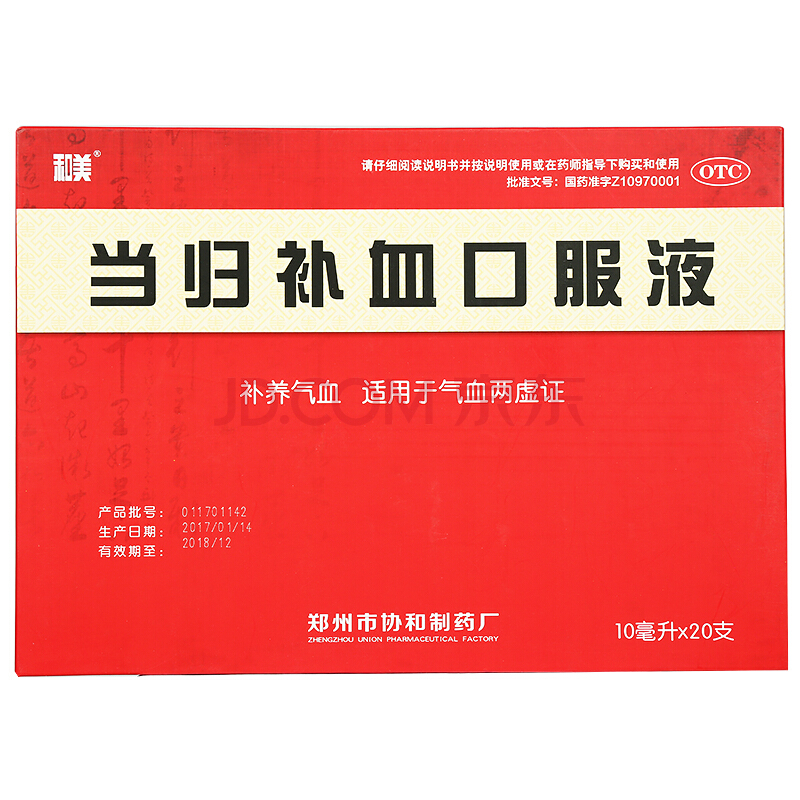 和美®
请仔细阅读说明书并按说明使用或在药师指导下购买和使用
批准文号：国药准字Z10970001
OTC
当归补血口服液
补养气血 适用于气血两虚证
JD.COM 京东
产品批号：011701142
生产日期：2017/01/14
有效期至：2018/12
郑州市协和制药厂
ZHENGZHOU UNION PHARMACEUTICAL FACTORY
10毫升x20支